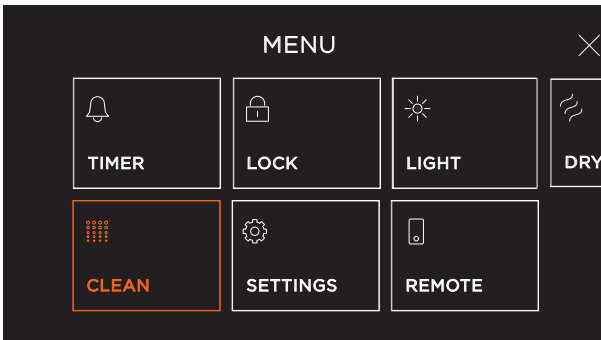 MENU
TIMER
LOCK
LIGHT
DRY
CLEAN
SETTINGS
REMOTE